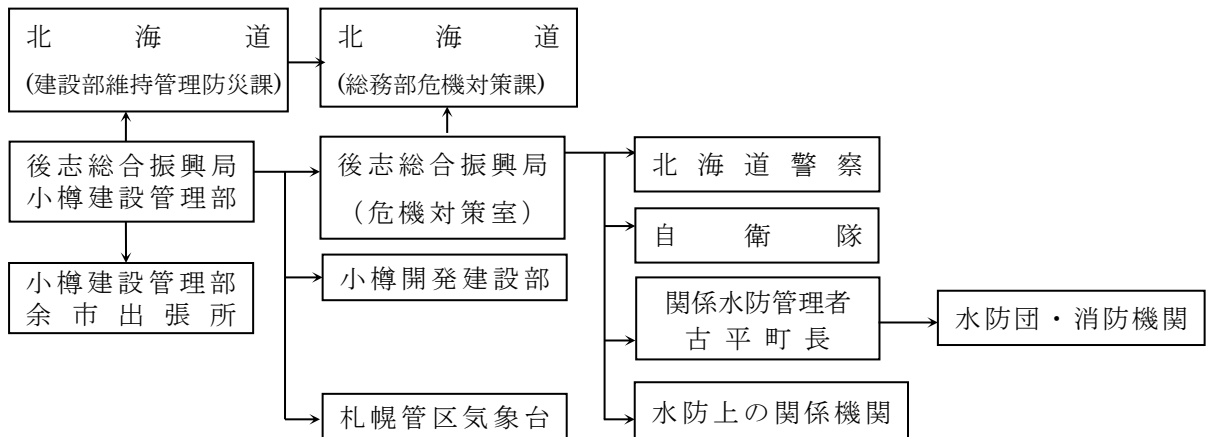 北海道
(建設部維持管理防災課)
北海道
(総務部危機対策課)
後志総合振興局
小樽建設管理部
後志総合振興局
（危機対策室）
北海道警察
自衛隊
小樽建設管理部
余市出張所
小樽開発建設部
関係水防管理者
古平町長
水防団・消防機関
札幌管区気象台
水防上の関係機関